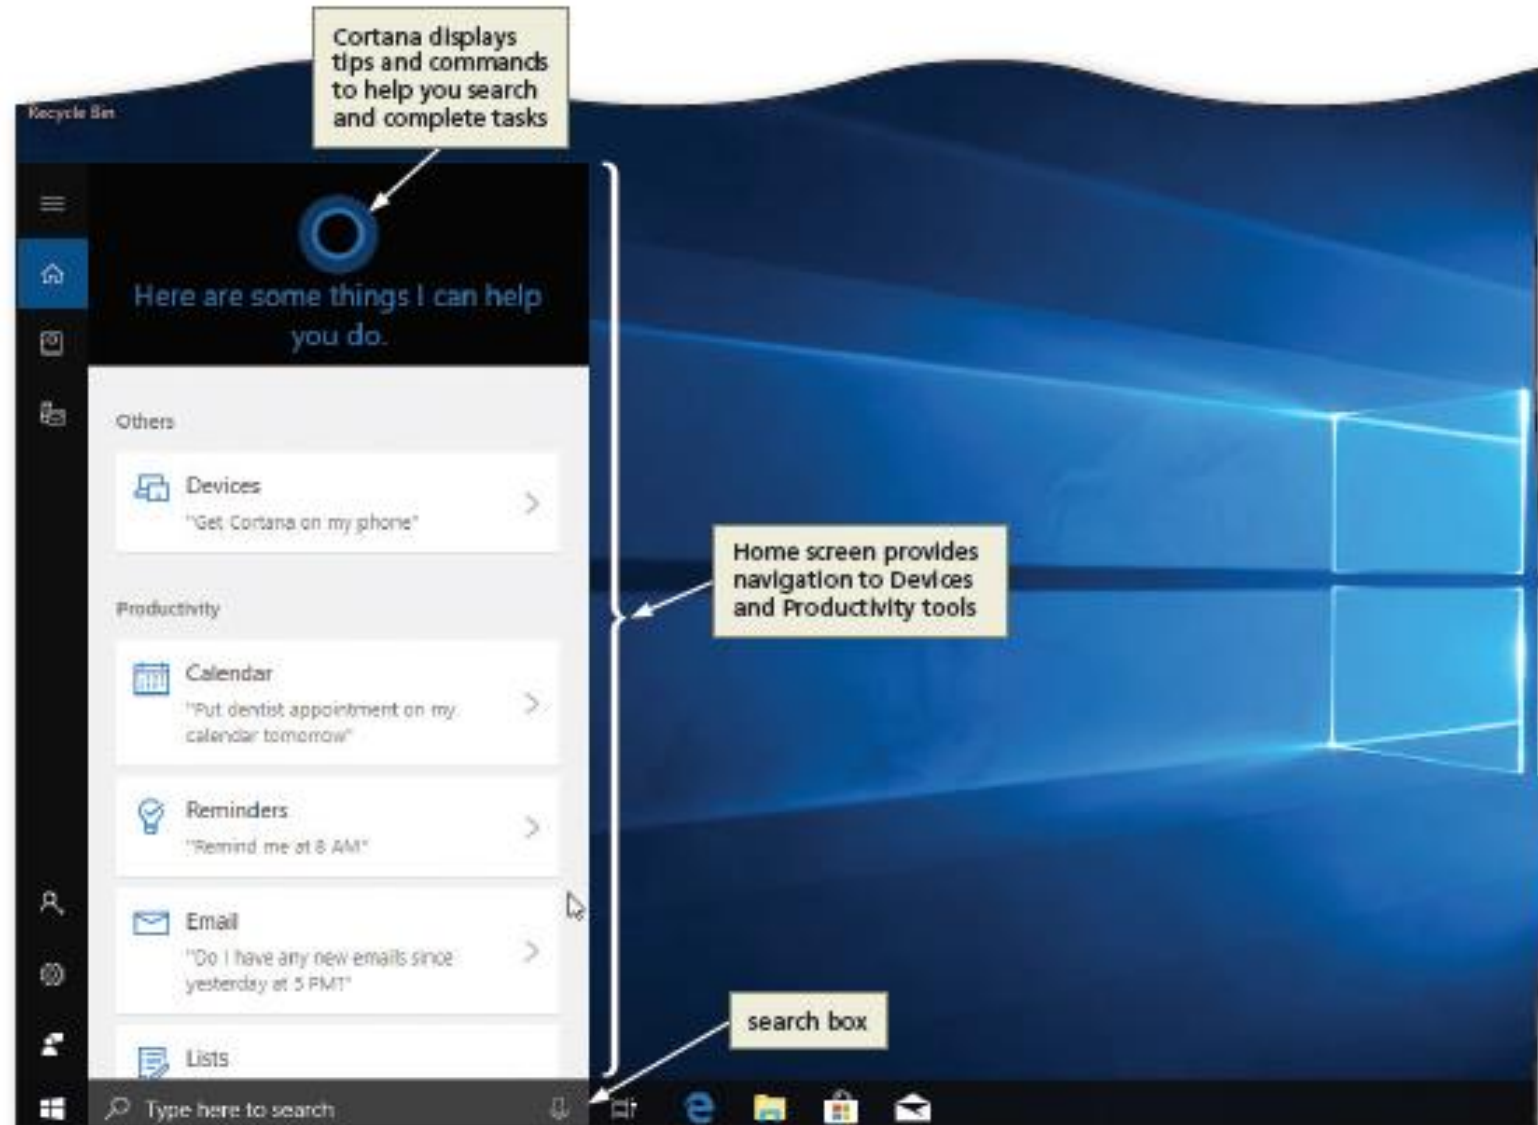 Cortana displays
tips and commands
to help you search
and complete tasks
Recycle Bin
Here are some things I can help
you do.
Others
Devices
"Get Cortana on my phone"
Home screen provides
navigation to Devices
and Productivity tools
Productivity
Calendar
"Put dentist appointment on my
calendar tomorrow"
Reminders
"Remind me at 8 AM"
Email
"Do I have any new emails since
yesterday at 5 PM?"
search box
Lists
Type here to search